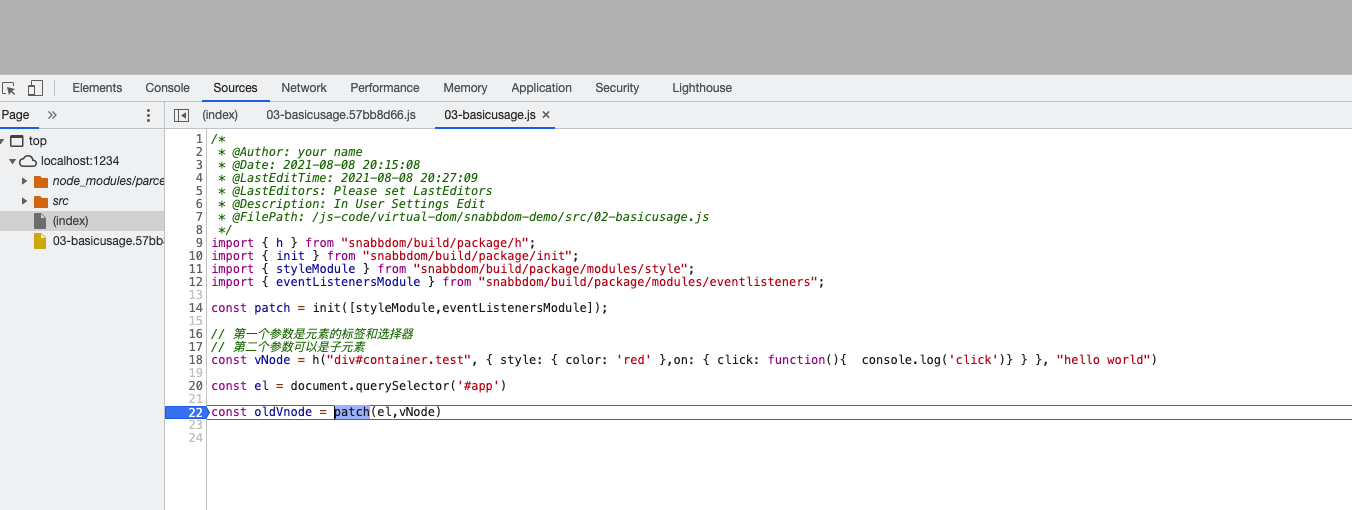 Elements Console Sources Network Performance Memory Application Security Lighthouse
Page » (index) 03-basicusage.57bb8d66.js 03-basicusage.js ×
top
localhost:1234
node_modules/parce
src
(index)
03-basicusage.57bb
1 /*
2 * @Author: your name
3 * @Date: 2021-08-08 20:15:08
4 * @LastEditTime: 2021-08-08 20:27:09
5 * @LastEditors: Please set LastEditors
6 * @Description: In User Settings Edit
7 * @FilePath: /js-code/virtual-dom/snabbdom-demo/src/02-basicusage.js
8 */
9 import { h } from "snabbdom/build/package/h";
10 import { init } from "snabbdom/build/package/init";
11 import { styleModule } from "snabbdom/build/package/modules/style";
12 import { eventListenersModule } from "snabbdom/build/package/modules/eventlisteners";
13
14 const patch = init([styleModule,eventListenersModule]);
15
16 // 第一个参数是元素的标签和选择器
17 // 第二个参数可以是子元素
18 const vNode = h("div#container.test", { style: { color: 'red' },on: { click: function(){  console.log('click')} } }, "hello world")
19
20 const el = document.querySelector('#app')
21
22 const oldVnode = patch(el,vNode)
23
24